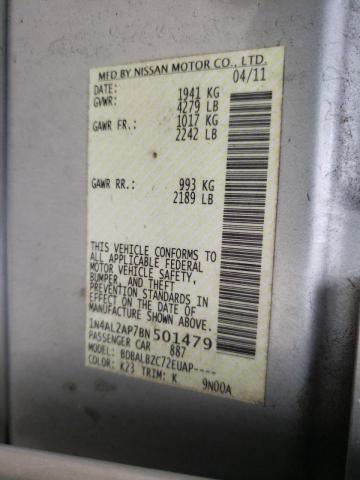 MFD BY NISSAN MOTOR CO., LTD.
DATE: 04/11
GVWR: 1941 KG
4279 LB
GAWR FR.: 1017 KG
2242 LB
GAWR RR.: 993 KG
2189 LB
THIS VEHICLE CONFORMS TO
ALL APPLICABLE FEDERAL
MOTOR VEHICLE SAFETY,
BUMPER, AND THEFT
PREVENTION STANDARDS IN
EFFECT ON THE DATE OF
MANUFACTURE SHOWN ABOVE.
1N4AL2AP7BN501479
PASSENGER CAR 887
MODEL: BDBALBZC72EUAP----
COLOR: K23 TRIM: K 9N00A